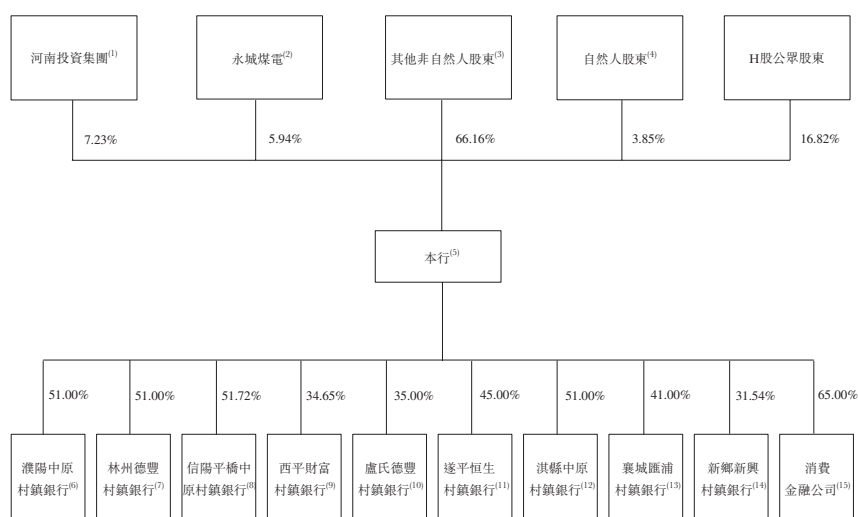 河南投資集團(1)
永城煤電(2)
其他非自然人股東(3)
自然人股東(4)
H股公眾股東
7.23%
5.94%
66.16%
3.85%
16.82%
本行(5)
51.00%
51.00%
51.72%
34.65%
35.00%
45.00%
51.00%
41.00%
31.54%
65.00%
濮陽中原
村鎮銀行(6)
林州德豐
村鎮銀行(7)
信陽平橋中
原村鎮銀行(8)
西平財富
村鎮銀行(9)
盧氏德豐
村鎮銀行(10)
遂平恒生
村鎮銀行(11)
淇縣中原
村鎮銀行(12)
襄城匯浦
村鎮銀行(13)
新鄉新興
村鎮銀行(14)
消費
金融公司(15)